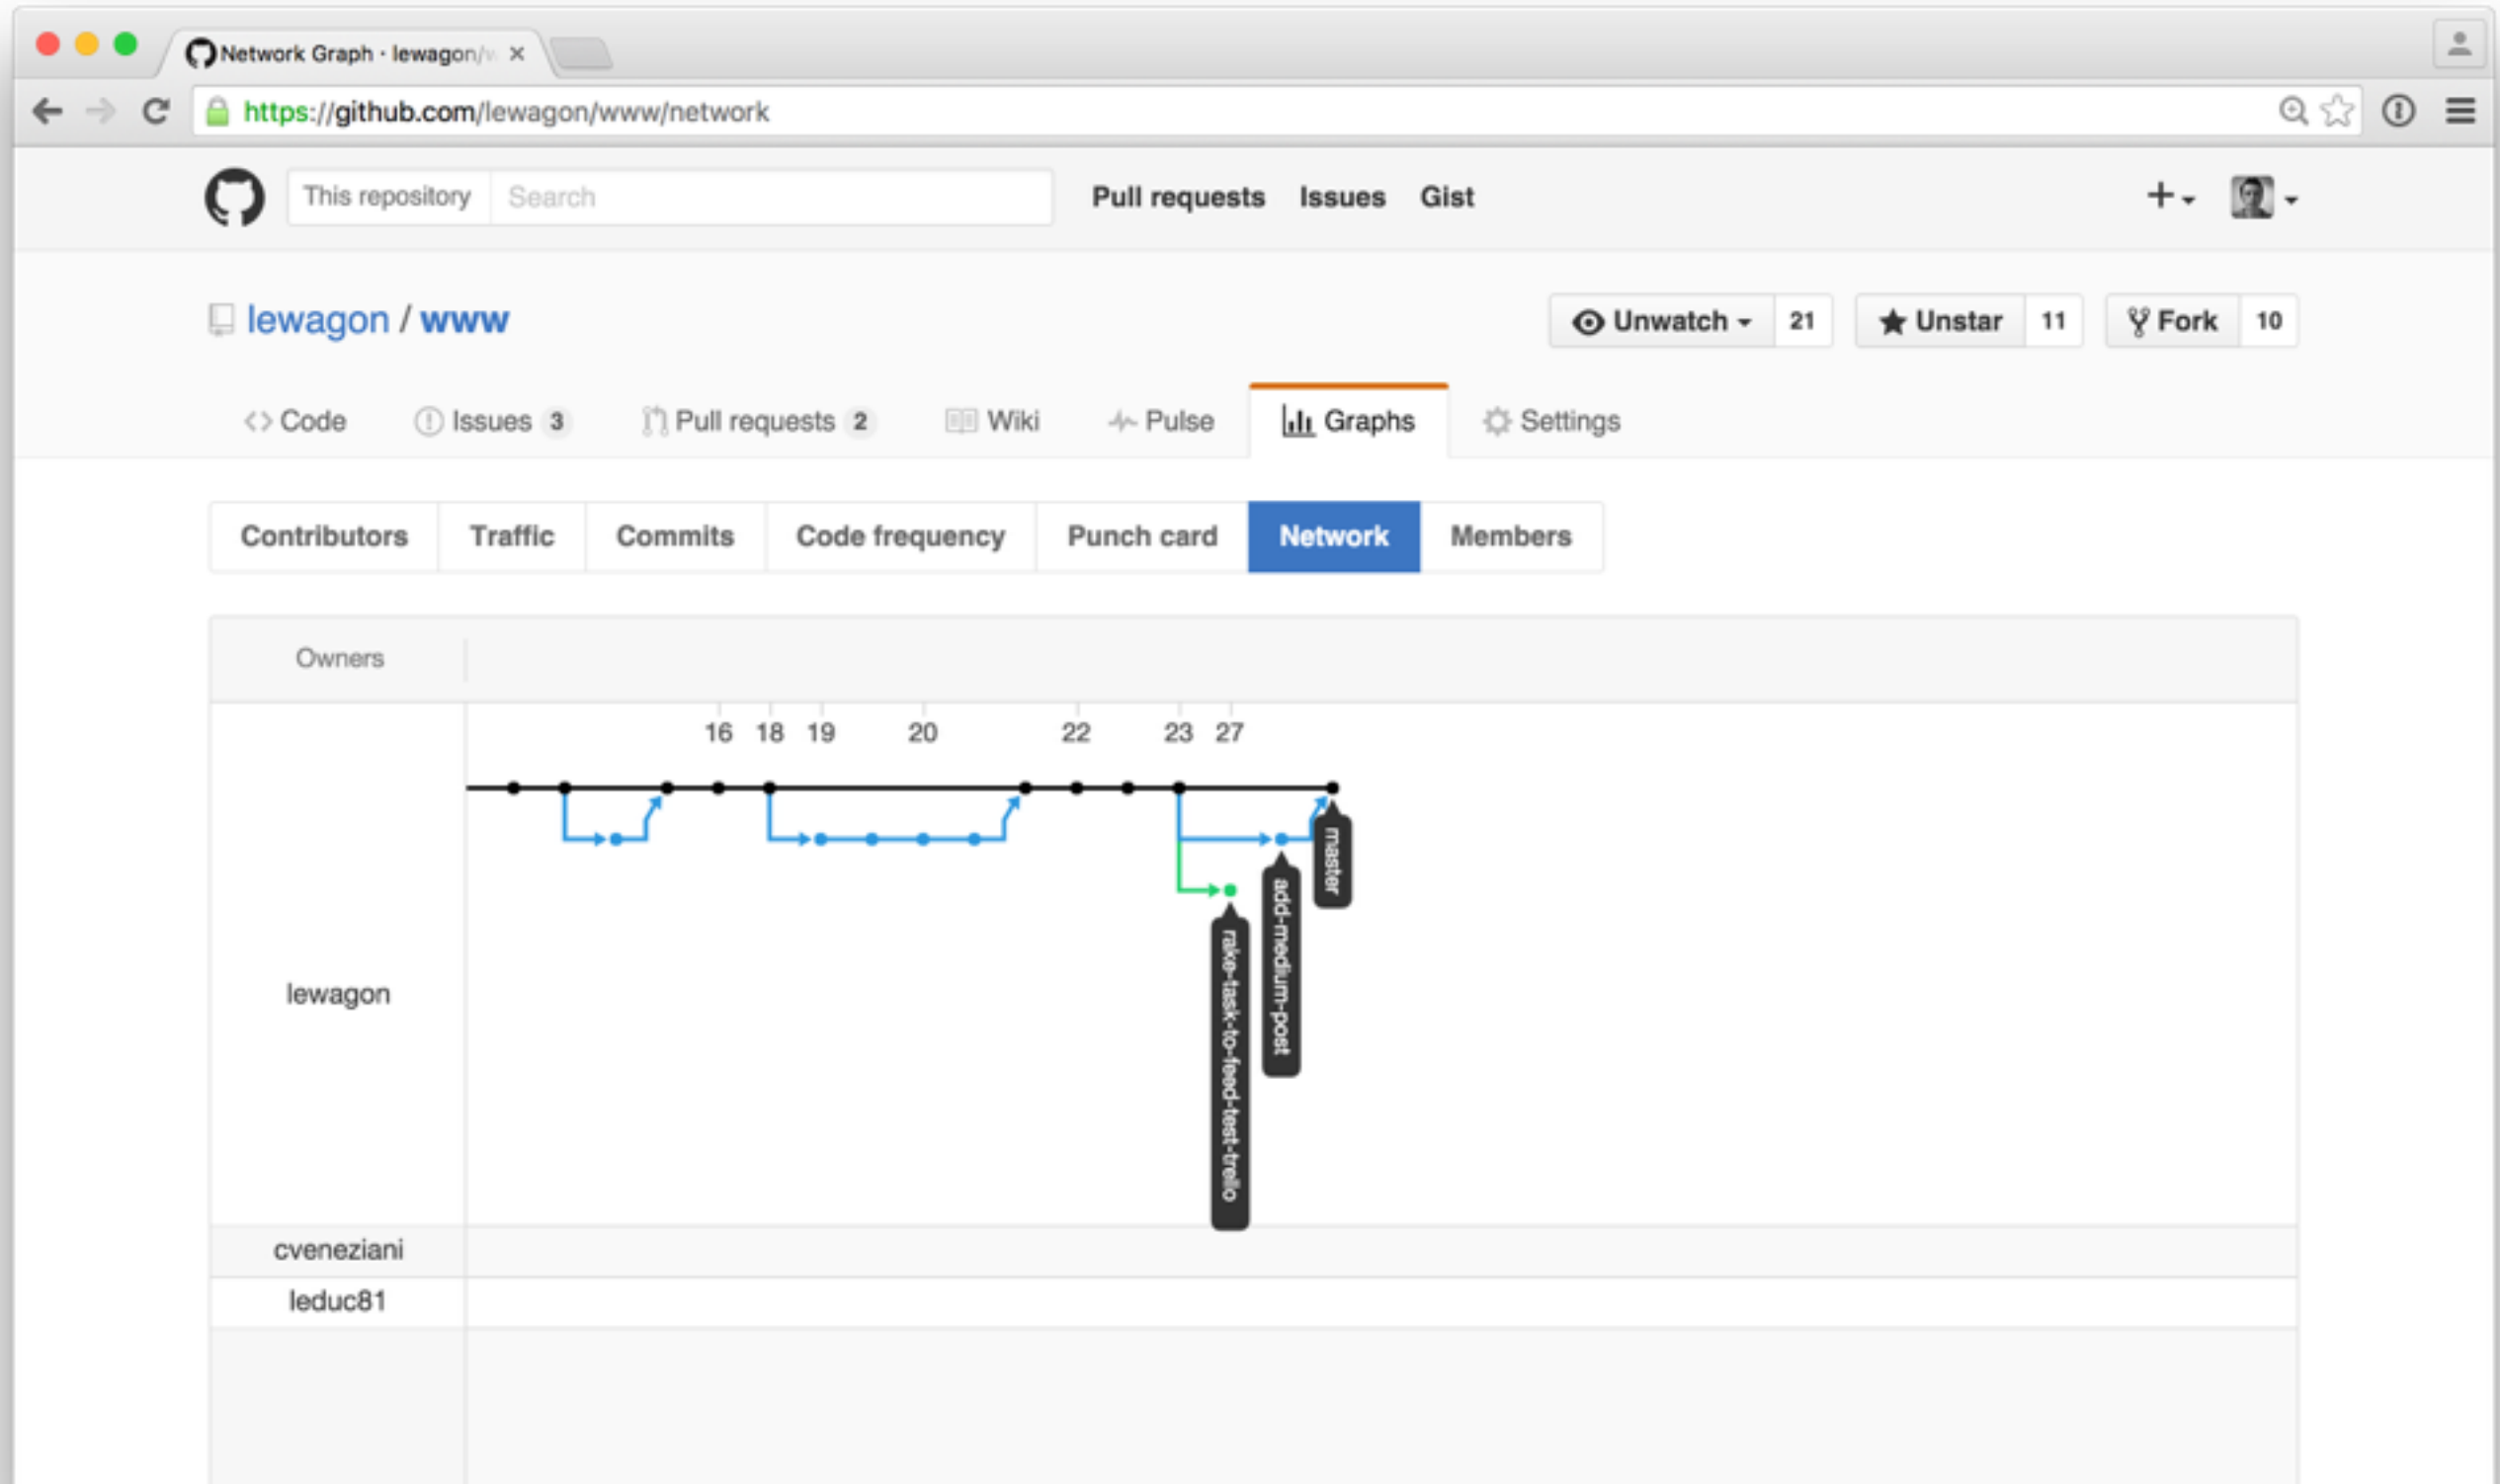 Network Graph · lewagon/w
https://github.com/lewagon/www/network
This repository Search Pull requests Issues Gist
lewagon / www Unwatch 21 Unstar 11 Fork 10
Code Issues 3 Pull requests 2 Wiki Pulse Graphs Settings
Contributors Traffic Commits Code frequency Punch card Network Members
Owners
16 18 19 20 22 23 27
master
add-medium-post
rake-task-to-feed-test-trello
lewagon
cveneziani
leduc81